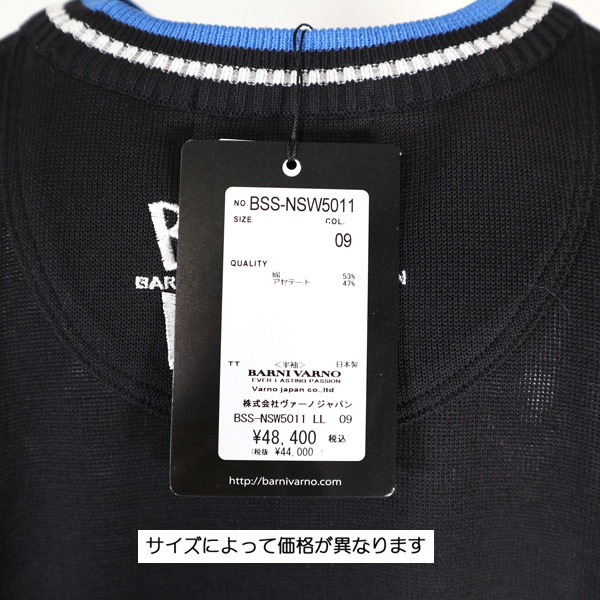 NO. BSS-NSW5011
SIZE COL.
09
QUALITY
綿 53%
アセテート 47%
TT <半袖> 日本製
BARNI VARNO
EVER LASTING PASSION
Varno japan co.,ltd
株式会社ヴァーノジャパン
BSS-NSW5011 LL 09
¥48,400 税込
(税抜 ¥44,000 )
http://barnivarno.com
サイズによって価格が異なります